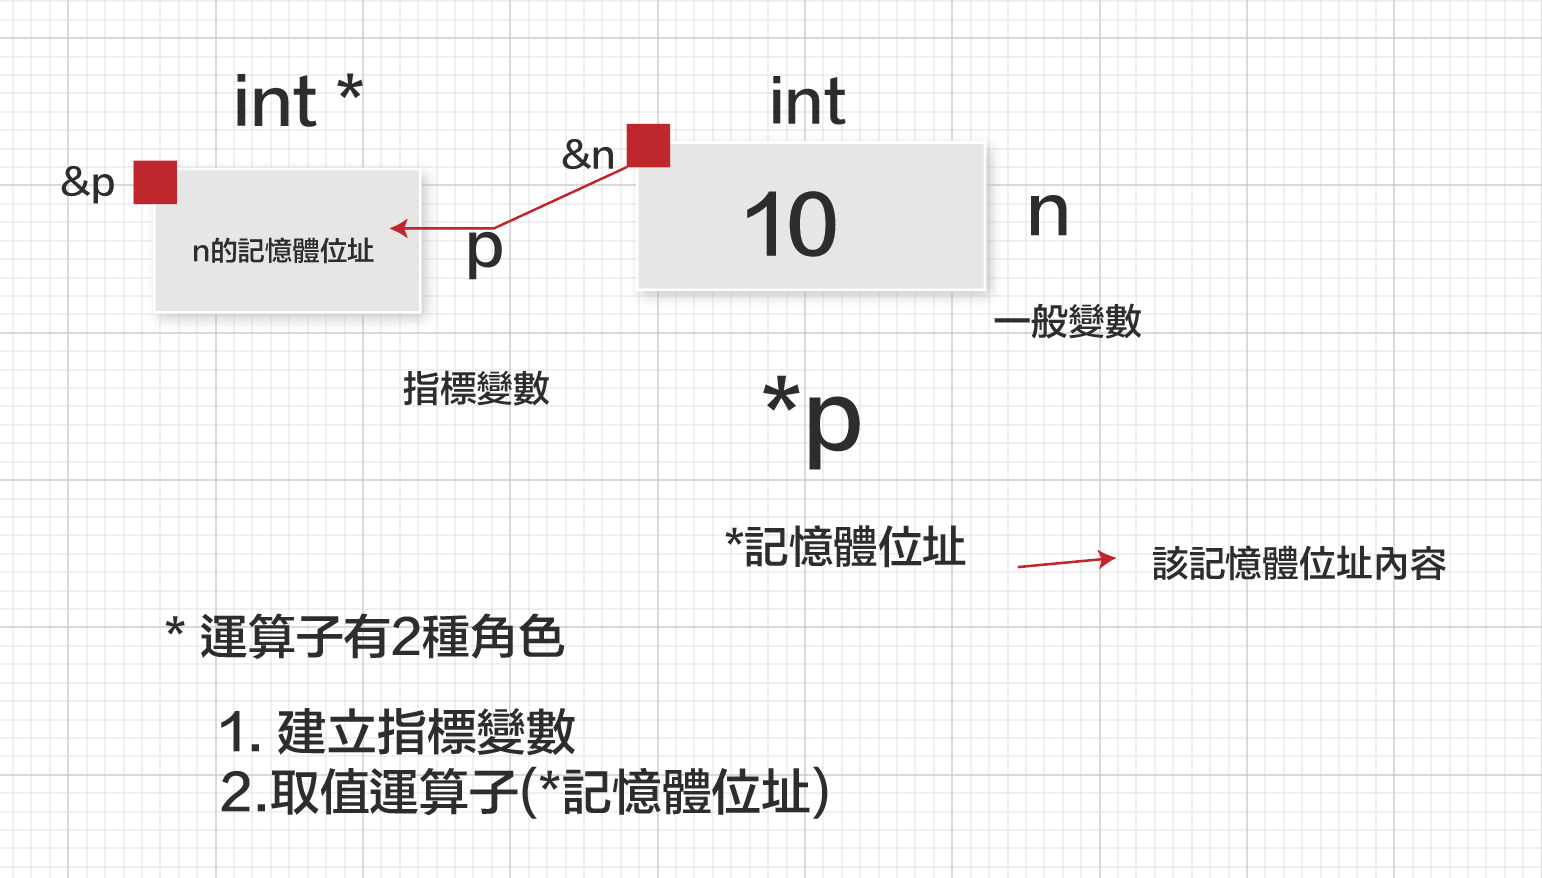 int *
int
&p
&n
n的記憶體位址
p
10
n
一般變數
指標變數
*p
*記憶體位址
該記憶體位址內容
* 運算子有2種角色
1. 建立指標變數
2.取值運算子(*記憶體位址)